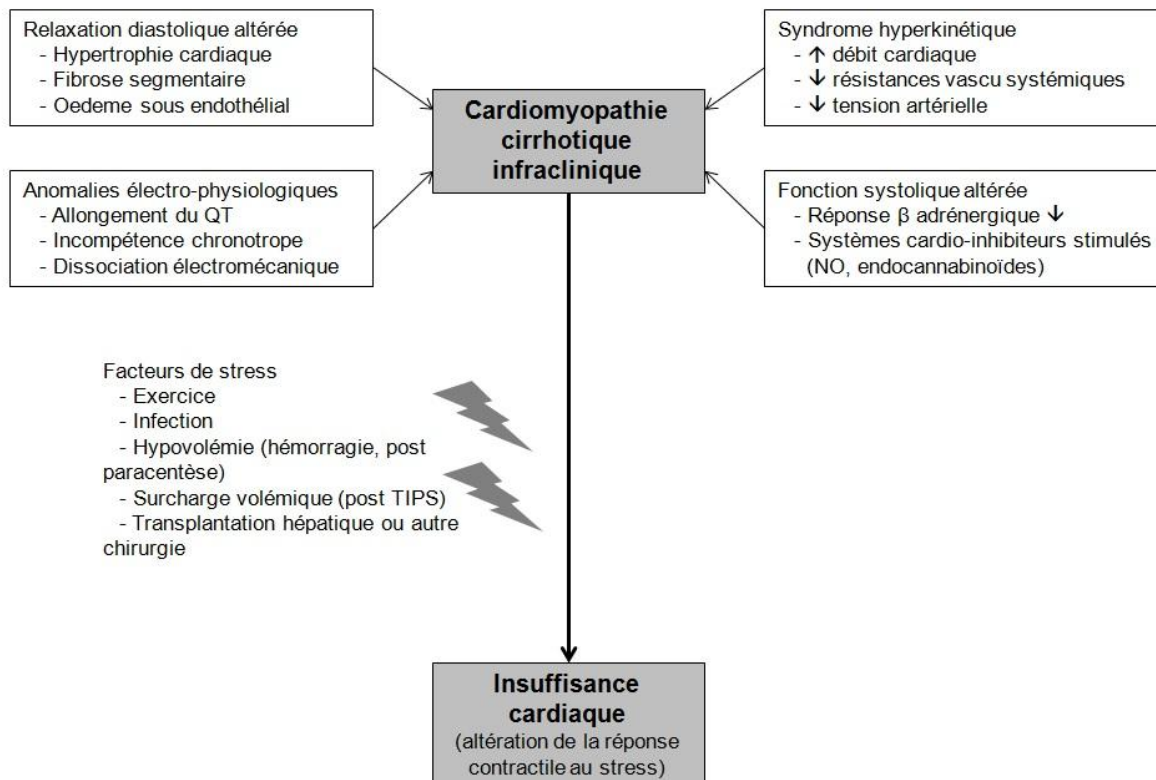 Relaxation diastolique altérée
- Hypertrophie cardiaque
- Fibrose segmentaire
- Oedeme sous endothélial
Syndrome hyperkinétique
- ↑ débit cardiaque
- ↓ résistances vascu systémiques
- ↓ tension artérielle
Cardiomyopathie
cirrhotique
infraclinique
Anomalies électro-physiologiques
- Allongement du QT
- Incompétence chronotrope
- Dissociation électromécanique
Fonction systolique altérée
- Réponse β adrénergique ↓
- Systèmes cardio-inhibiteurs stimulés
(NO, endocannabinoïdes)
Facteurs de stress
- Exercice
- Infection
- Hypovolémie (hémorragie, post
paracentèse)
- Surcharge volémique (post TIPS)
- Transplantation hépatique ou autre
chirurgie
Insuffisance
cardiaque
(altération de la réponse
contractile au stress)